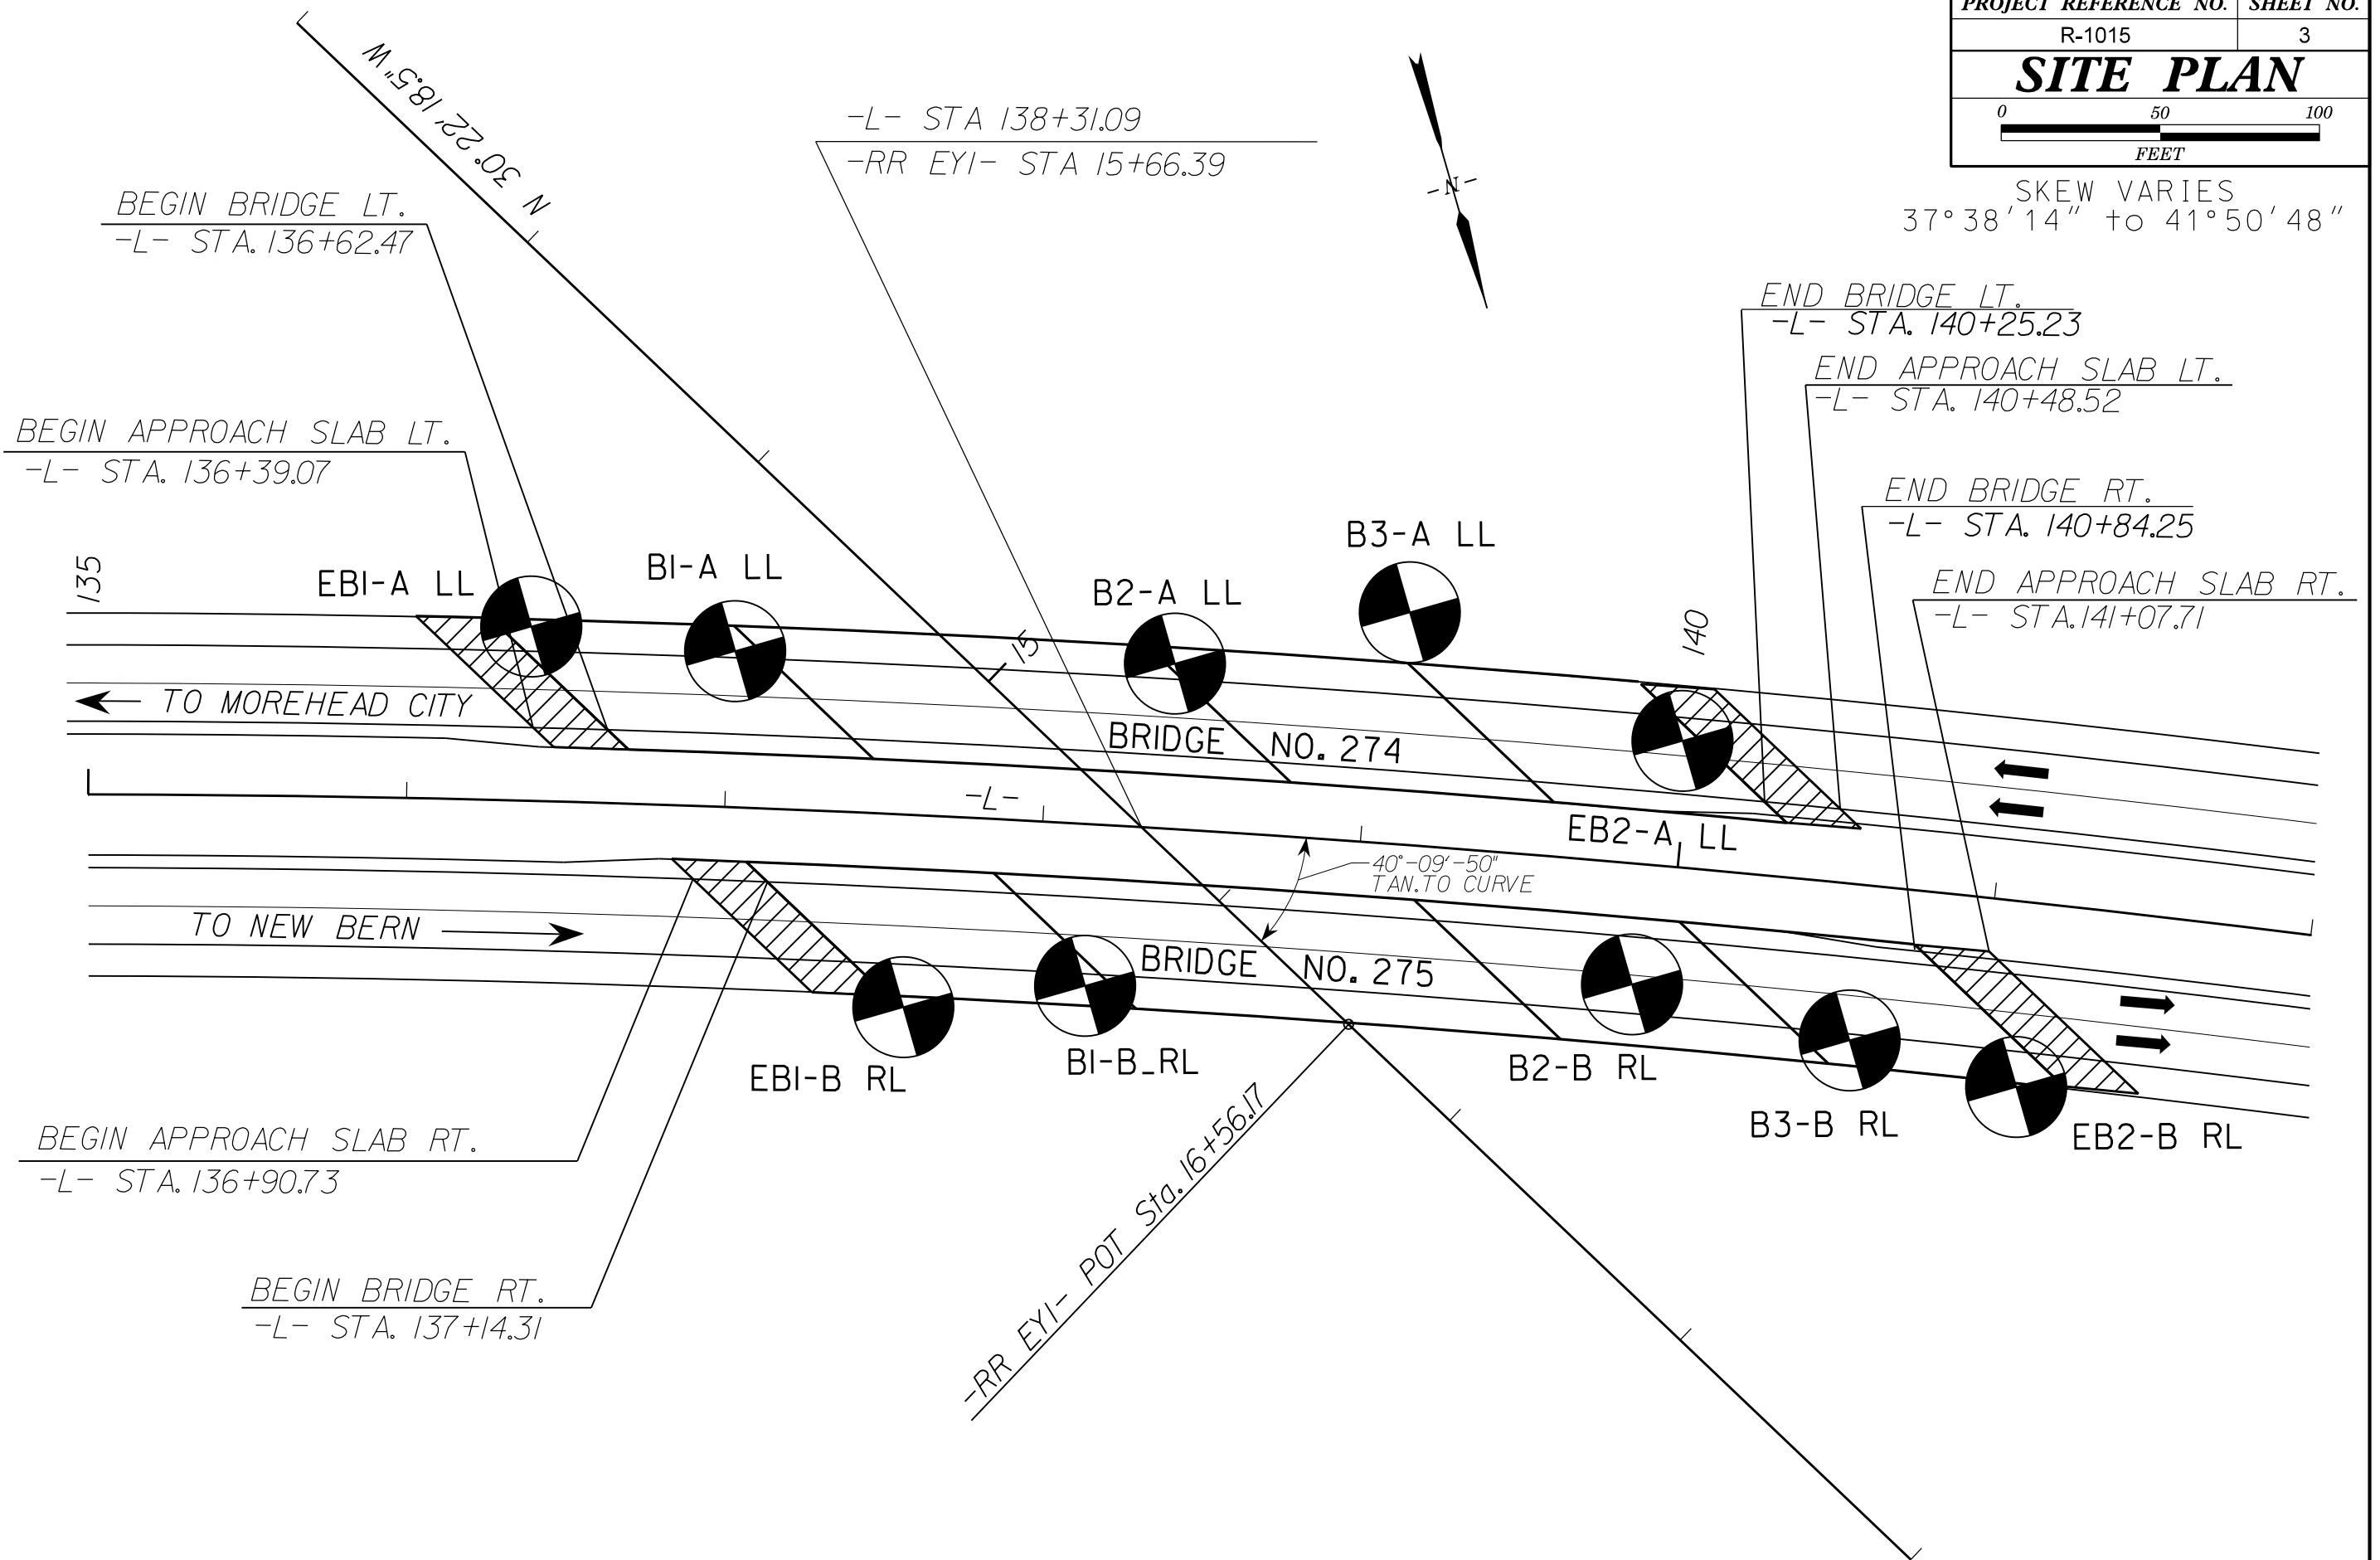 PROJECT REFERENCE NO. SHEET NO.
R-1015 3
SITE PLAN
0 50 100
FEET
SKEW VARIES
37°38'14" to 41°50'48"
N 30° 22' 18.5" W
-L- STA 138+31.09
-RR EY1- STA 15+66.39
-N-
BEGIN BRIDGE LT.
-L- STA. 136+62.47
END BRIDGE LT.
-L- STA. 140+25.23
END APPROACH SLAB LT.
-L- STA. 140+48.52
BEGIN APPROACH SLAB LT.
-L- STA. 136+39.07
END BRIDGE RT.
-L- STA. 140+84.25
END APPROACH SLAB RT.
-L- STA. 141+07.71
135
EB1-A LL
B1-A LL
B2-A LL
B3-A LL
140
15
TO MOREHEAD CITY
BRIDGE NO. 274
-L-
EB2-A LL
40°-09'-50"
TAN. TO CURVE
TO NEW BERN
BRIDGE NO. 275
EB1-B RL
B1-B_RL
B2-B RL
B3-B RL
EB2-B RL
BEGIN APPROACH SLAB RT.
-L- STA. 136+90.73
-RR EY1- POT Sta. 16+56.17
BEGIN BRIDGE RT.
-L- STA. 137+14.31